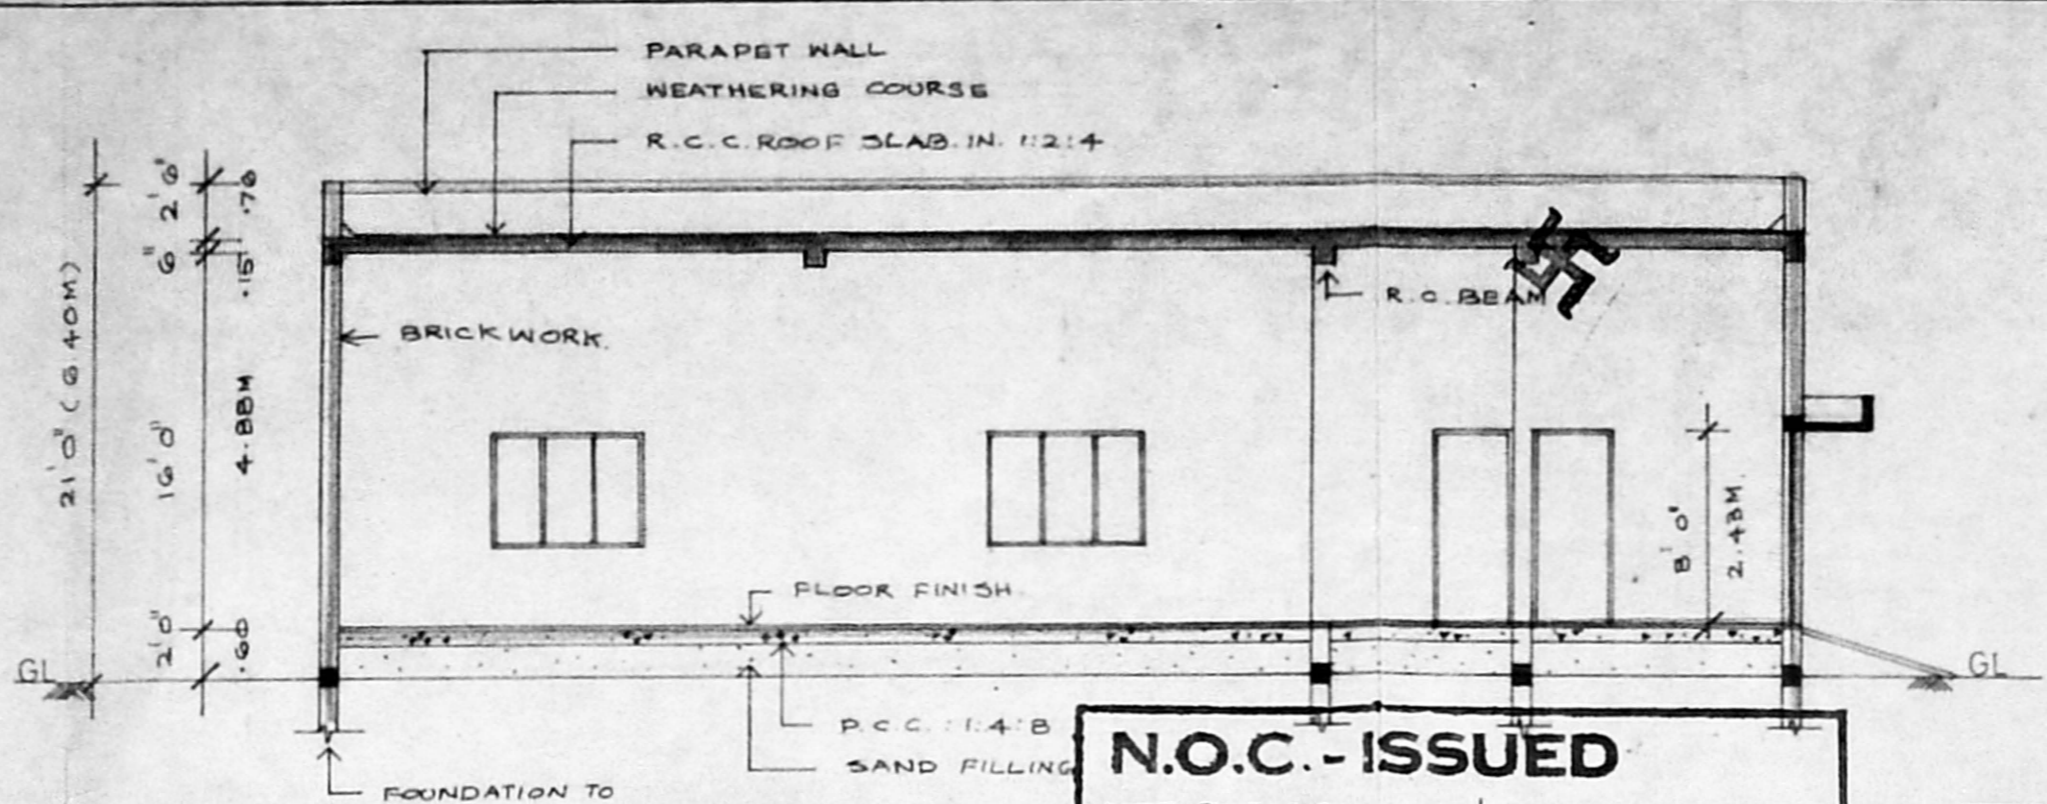 PARAPET WALL
WEATHERING COURSE
R.C.C. ROOF SLAB. IN. 1:2:4
2'6"
.76
6"
.15
R.C. BEAM
BRICKWORK.
21'0" (6.40M)
16'0"
4.88M
8'0"
2.43M.
FLOOR FINISH
2'0"
.60
GL
GL
P.C.C. : 1:4:8
SAND FILLING
N.O.C. - ISSUED
FOUNDATION TO